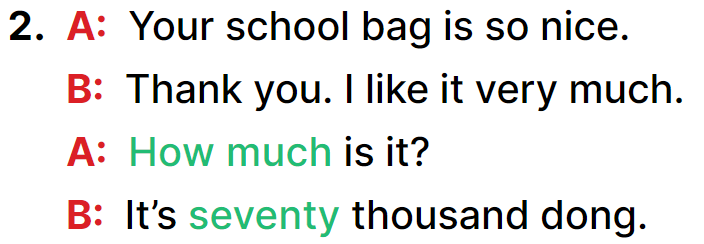 2. A: Your school bag is so nice.
B: Thank you. I like it very much.
A: How much is it?
B: It’s seventy thousand dong.